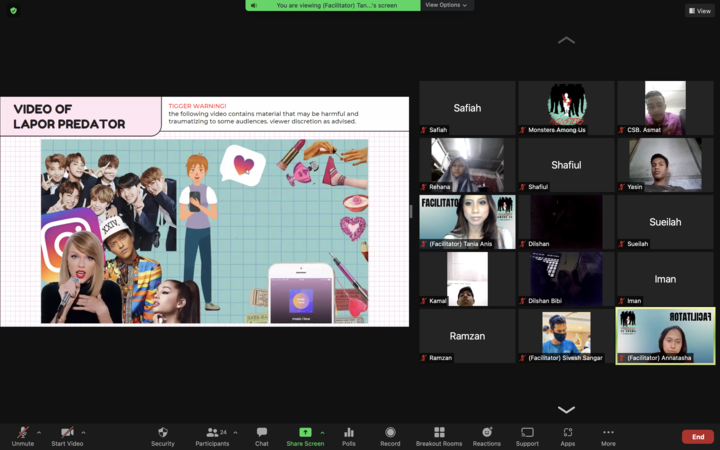 You are viewing (Facilitator) Tan...'s screen
View Options
View
VIDEO OF
LAPOR PREDATOR
TIGGER WARNING!
the following video contains material that may be harmful and
traumatizing to some audiences. viewer discretion as advised.
XXIV
Safiah
Safiah
Monsters Among Us
CSB. Asmat
Rehana
Shafiul
Shafiul
Yasin
FACILITATO
(Facilitator) Tania Anis
Dilshan
Sueilah
Sueilah
Kamal
Dilshan Bibi
Iman
Iman
Ramzan
Ramzan
(Facilitator) Sivesh Sangar
FACILITATOR
(Facilitator) Annatasha
Unmute
Start Video
Security
24
Participants
Chat
Share Screen
Polls
Record
Breakout Rooms
Reactions
Support
Apps
More
End